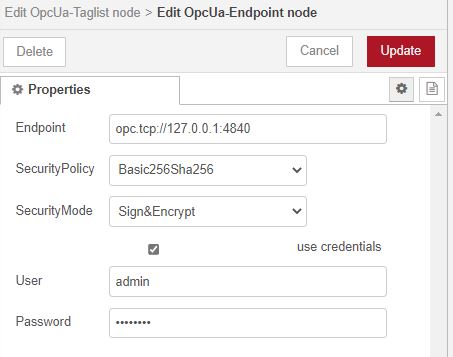 Edit OpcUa-Taglist node > Edit OpcUa-Endpoint node
Delete Cancel Update
Properties
Endpoint opc.tcp://127.0.0.1:4840
SecurityPolicy Basic256Sha256
SecurityMode Sign&Encrypt
use credentials
User admin
Password ••••••••